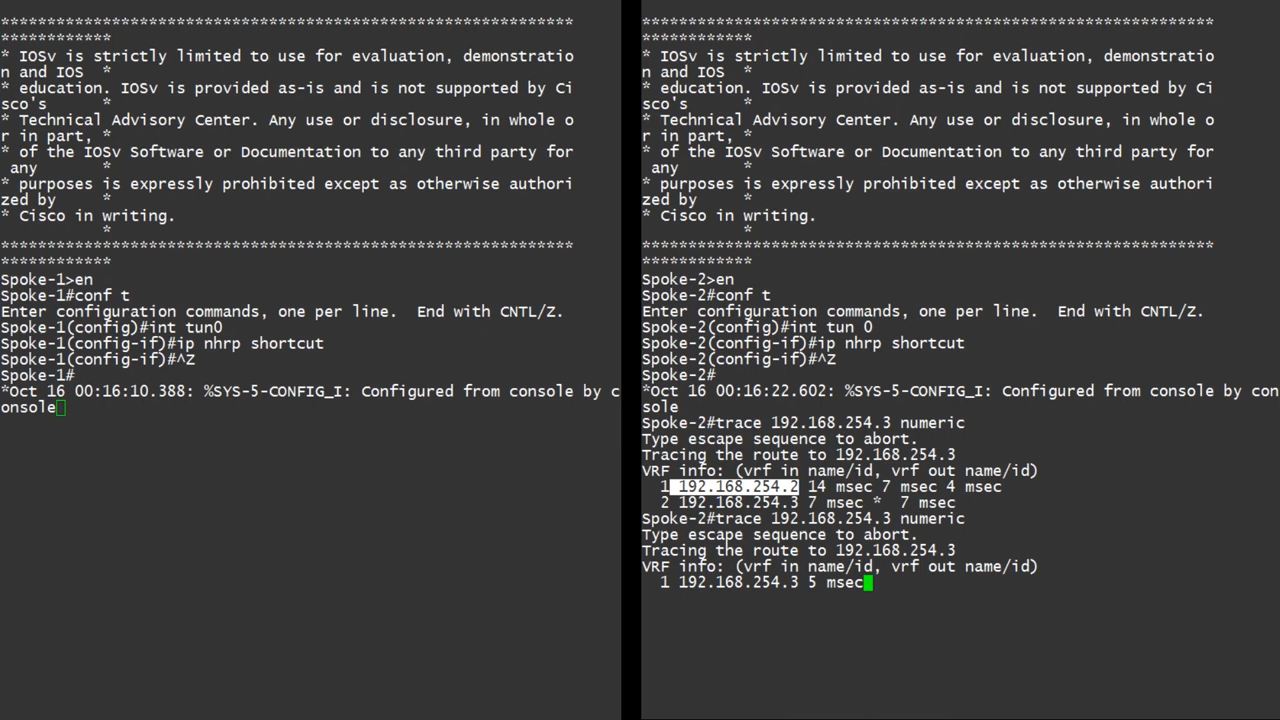 **************************************************************
************
* IOSv is strictly limited to use for evaluation, demonstratio
n and IOS  *
* education. IOSv is provided as-is and is not supported by Ci
sco's      *
* Technical Advisory Center. Any use or disclosure, in whole o
r in part, *
* of the IOSv Software or Documentation to any third party for
 any       *
* purposes is expressly prohibited except as otherwise authori
zed by     *
* Cisco in writing.
           *
**************************************************************
************
Spoke-1>en
Spoke-1#conf t
Enter configuration commands, one per line.  End with CNTL/Z.
Spoke-1(config)#int tun0
Spoke-1(config-if)#ip nhrp shortcut
Spoke-1(config-if)#^Z
Spoke-1#
*Oct 16 00:16:10.388: %SYS-5-CONFIG_I: Configured from console by c
onsole
**************************************************************
************
* IOSv is strictly limited to use for evaluation, demonstratio
n and IOS  *
* education. IOSv is provided as-is and is not supported by Ci
sco's      *
* Technical Advisory Center. Any use or disclosure, in whole o
r in part, *
* of the IOSv Software or Documentation to any third party for
 any       *
* purposes is expressly prohibited except as otherwise authori
zed by     *
* Cisco in writing.
           *
**************************************************************
************
Spoke-2>en
Spoke-2#conf t
Enter configuration commands, one per line.  End with CNTL/Z.
Spoke-2(config)#int tun 0
Spoke-2(config-if)#ip nhrp shortcut
Spoke-2(config-if)#^Z
Spoke-2#
*Oct 16 00:16:22.602: %SYS-5-CONFIG_I: Configured from console by con
sole
Spoke-2#trace 192.168.254.3 numeric
Type escape sequence to abort.
Tracing the route to 192.168.254.3
VRF info: (vrf in name/id, vrf out name/id)
  1 192.168.254.2 14 msec 7 msec 4 msec
  2 192.168.254.3 7 msec *  7 msec
Spoke-2#trace 192.168.254.3 numeric
Type escape sequence to abort.
Tracing the route to 192.168.254.3
VRF info: (vrf in name/id, vrf out name/id)
  1 192.168.254.3 5 msec